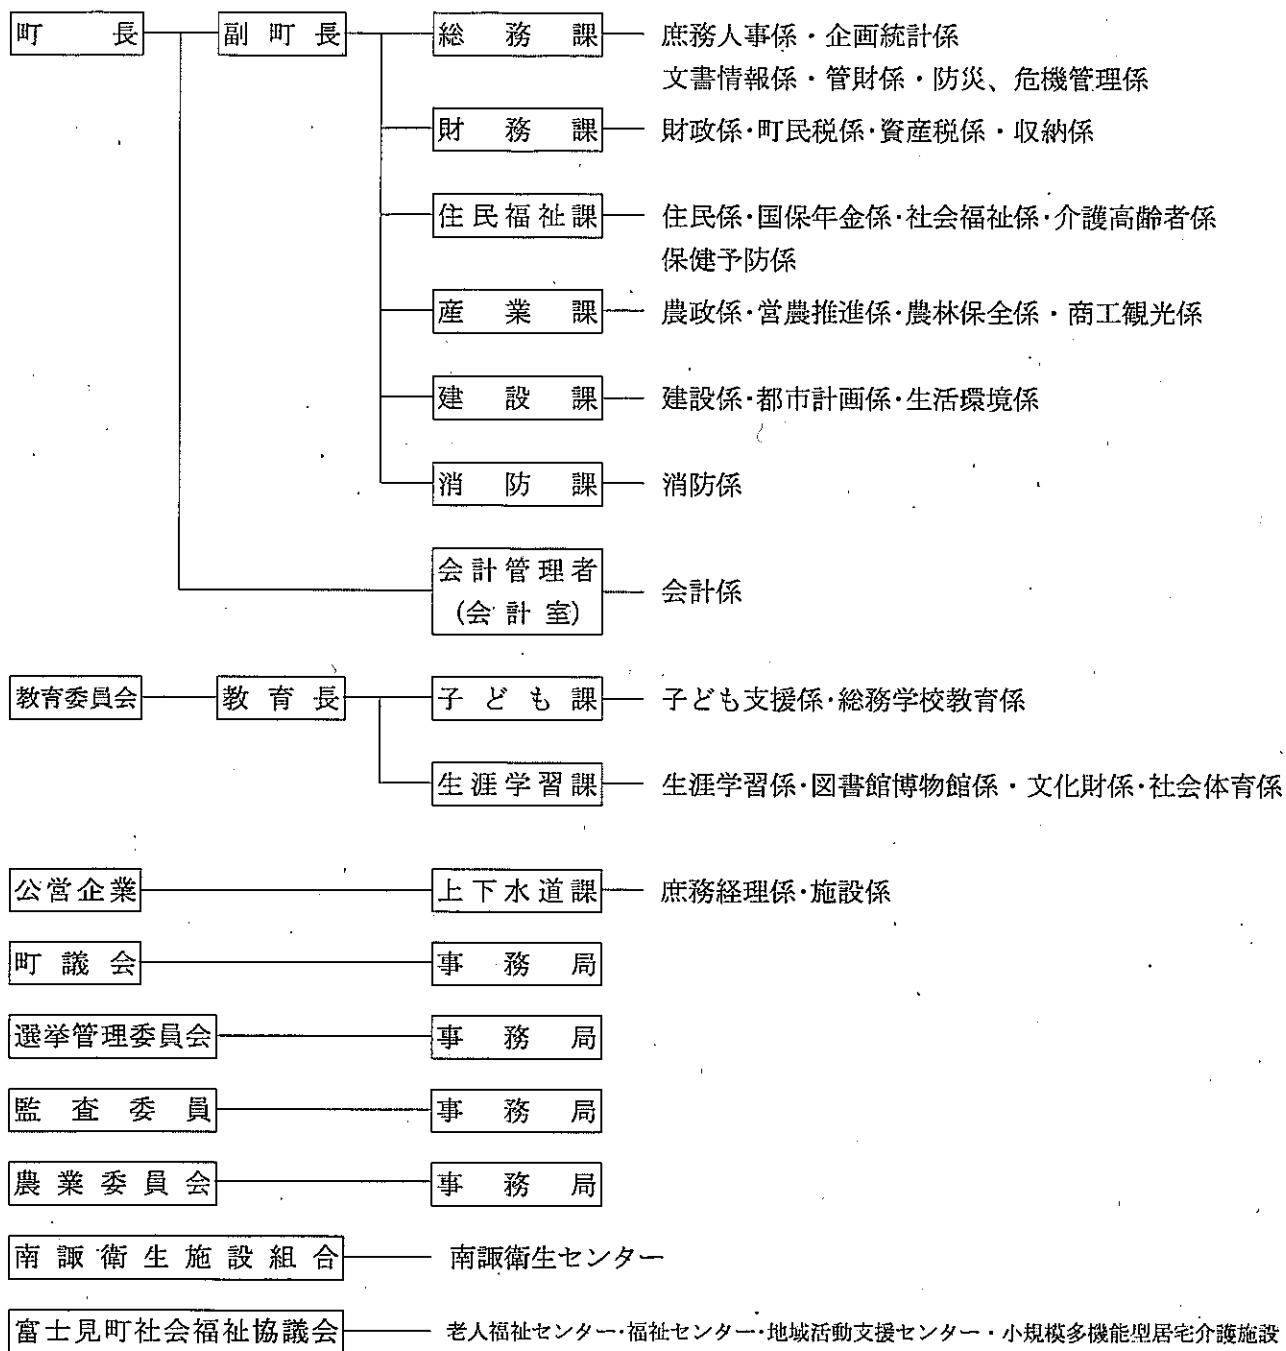 町長 副町長 総務課 庶務人事係・企画統計係
文書情報係・管財係・防災、危機管理係
財務課 財政係・町民税係・資産税係・収納係
住民福祉課 住民係・国保年金係・社会福祉係・介護高齢者係
保健予防係
産業課 農政係・営農推進係・農林保全係・商工観光係
建設課 建設係・都市計画係・生活環境係
消防課 消防係
会計管理者
(会計室) 会計係
教育委員会 教育長 子ども課 子ども支援係・総務学校教育係
生涯学習課 生涯学習係・図書館博物館係・文化財係・社会体育係
公営企業 上下水道課 庶務経理係・施設係
町議会 事務局
選挙管理委員会 事務局
監査委員 事務局
農業委員会 事務局
南諏衛生施設組合 南諏衛生センター
富士見町社会福祉協議会 老人福祉センター・福祉センター・地域活動支援センター・小規模多機能型居宅介護施設